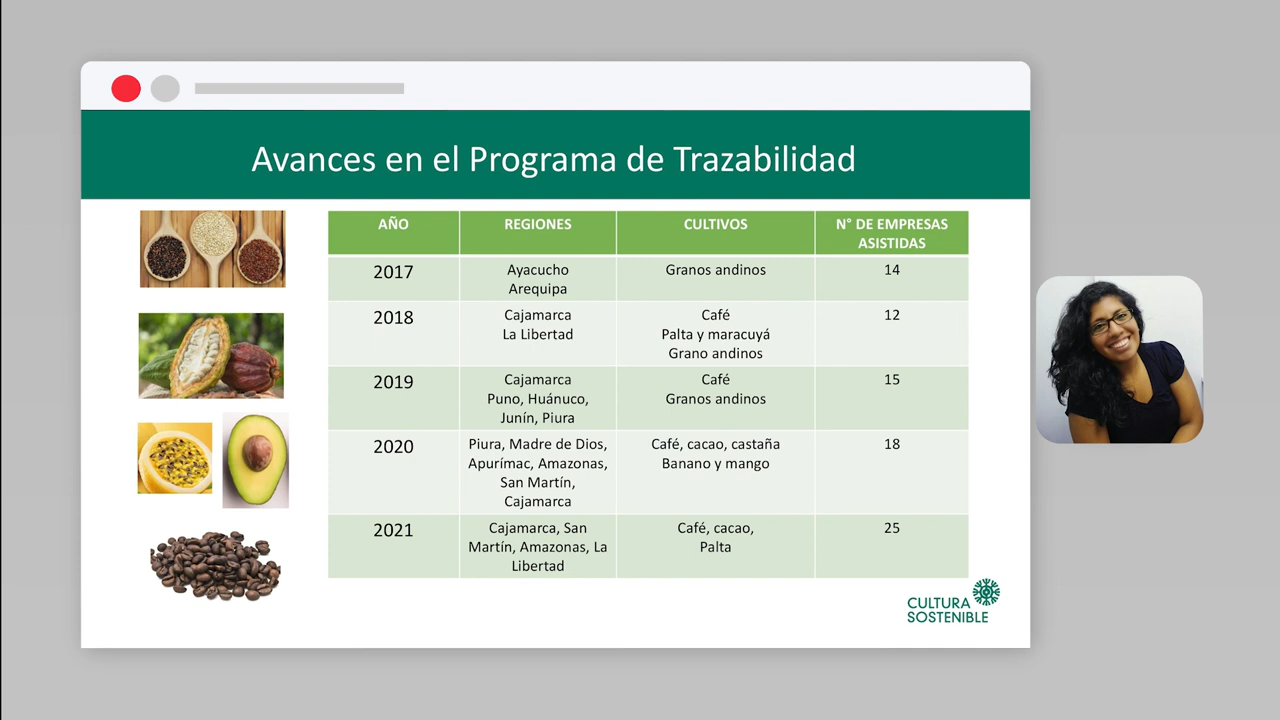 Avances en el Programa de Trazabilidad
AÑO
REGIONES
CULTIVOS
N° DE EMPRESAS
ASISTIDAS
2017
Ayacucho
Arequipa
Granos andinos
14
2018
Cajamarca
La Libertad
Café
Palta y maracuyá
Grano andinos
12
2019
Cajamarca
Puno, Huánuco,
Junín, Piura
Café
Granos andinos
15
2020
Piura, Madre de Dios,
Apurímac, Amazonas,
San Martín,
Cajamarca
Café, cacao, castaña
Banano y mango
18
2021
Cajamarca, San
Martín, Amazonas, La
Libertad
Café, cacao,
Palta
25
CULTURA
SOSTENIBLE